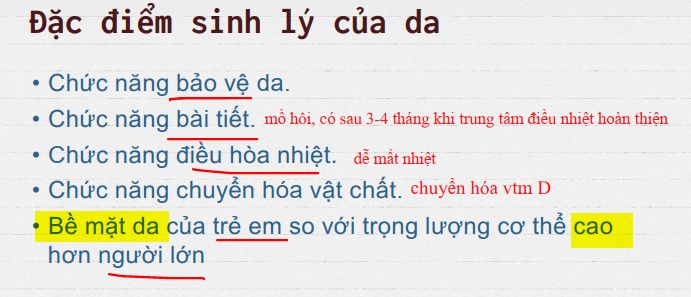 Đặc điểm sinh lý của da
• Chức năng bảo vệ da.
• Chức năng bài tiết. mồ hôi, có sau 3-4 tháng khi trung tâm điều nhiệt hoàn thiện
• Chức năng điều hòa nhiệt. dễ mất nhiệt
• Chức năng chuyển hóa vật chất. chuyển hóa vtm D
• Bề mặt da của trẻ em so với trọng lượng cơ thể cao
hơn người lớn